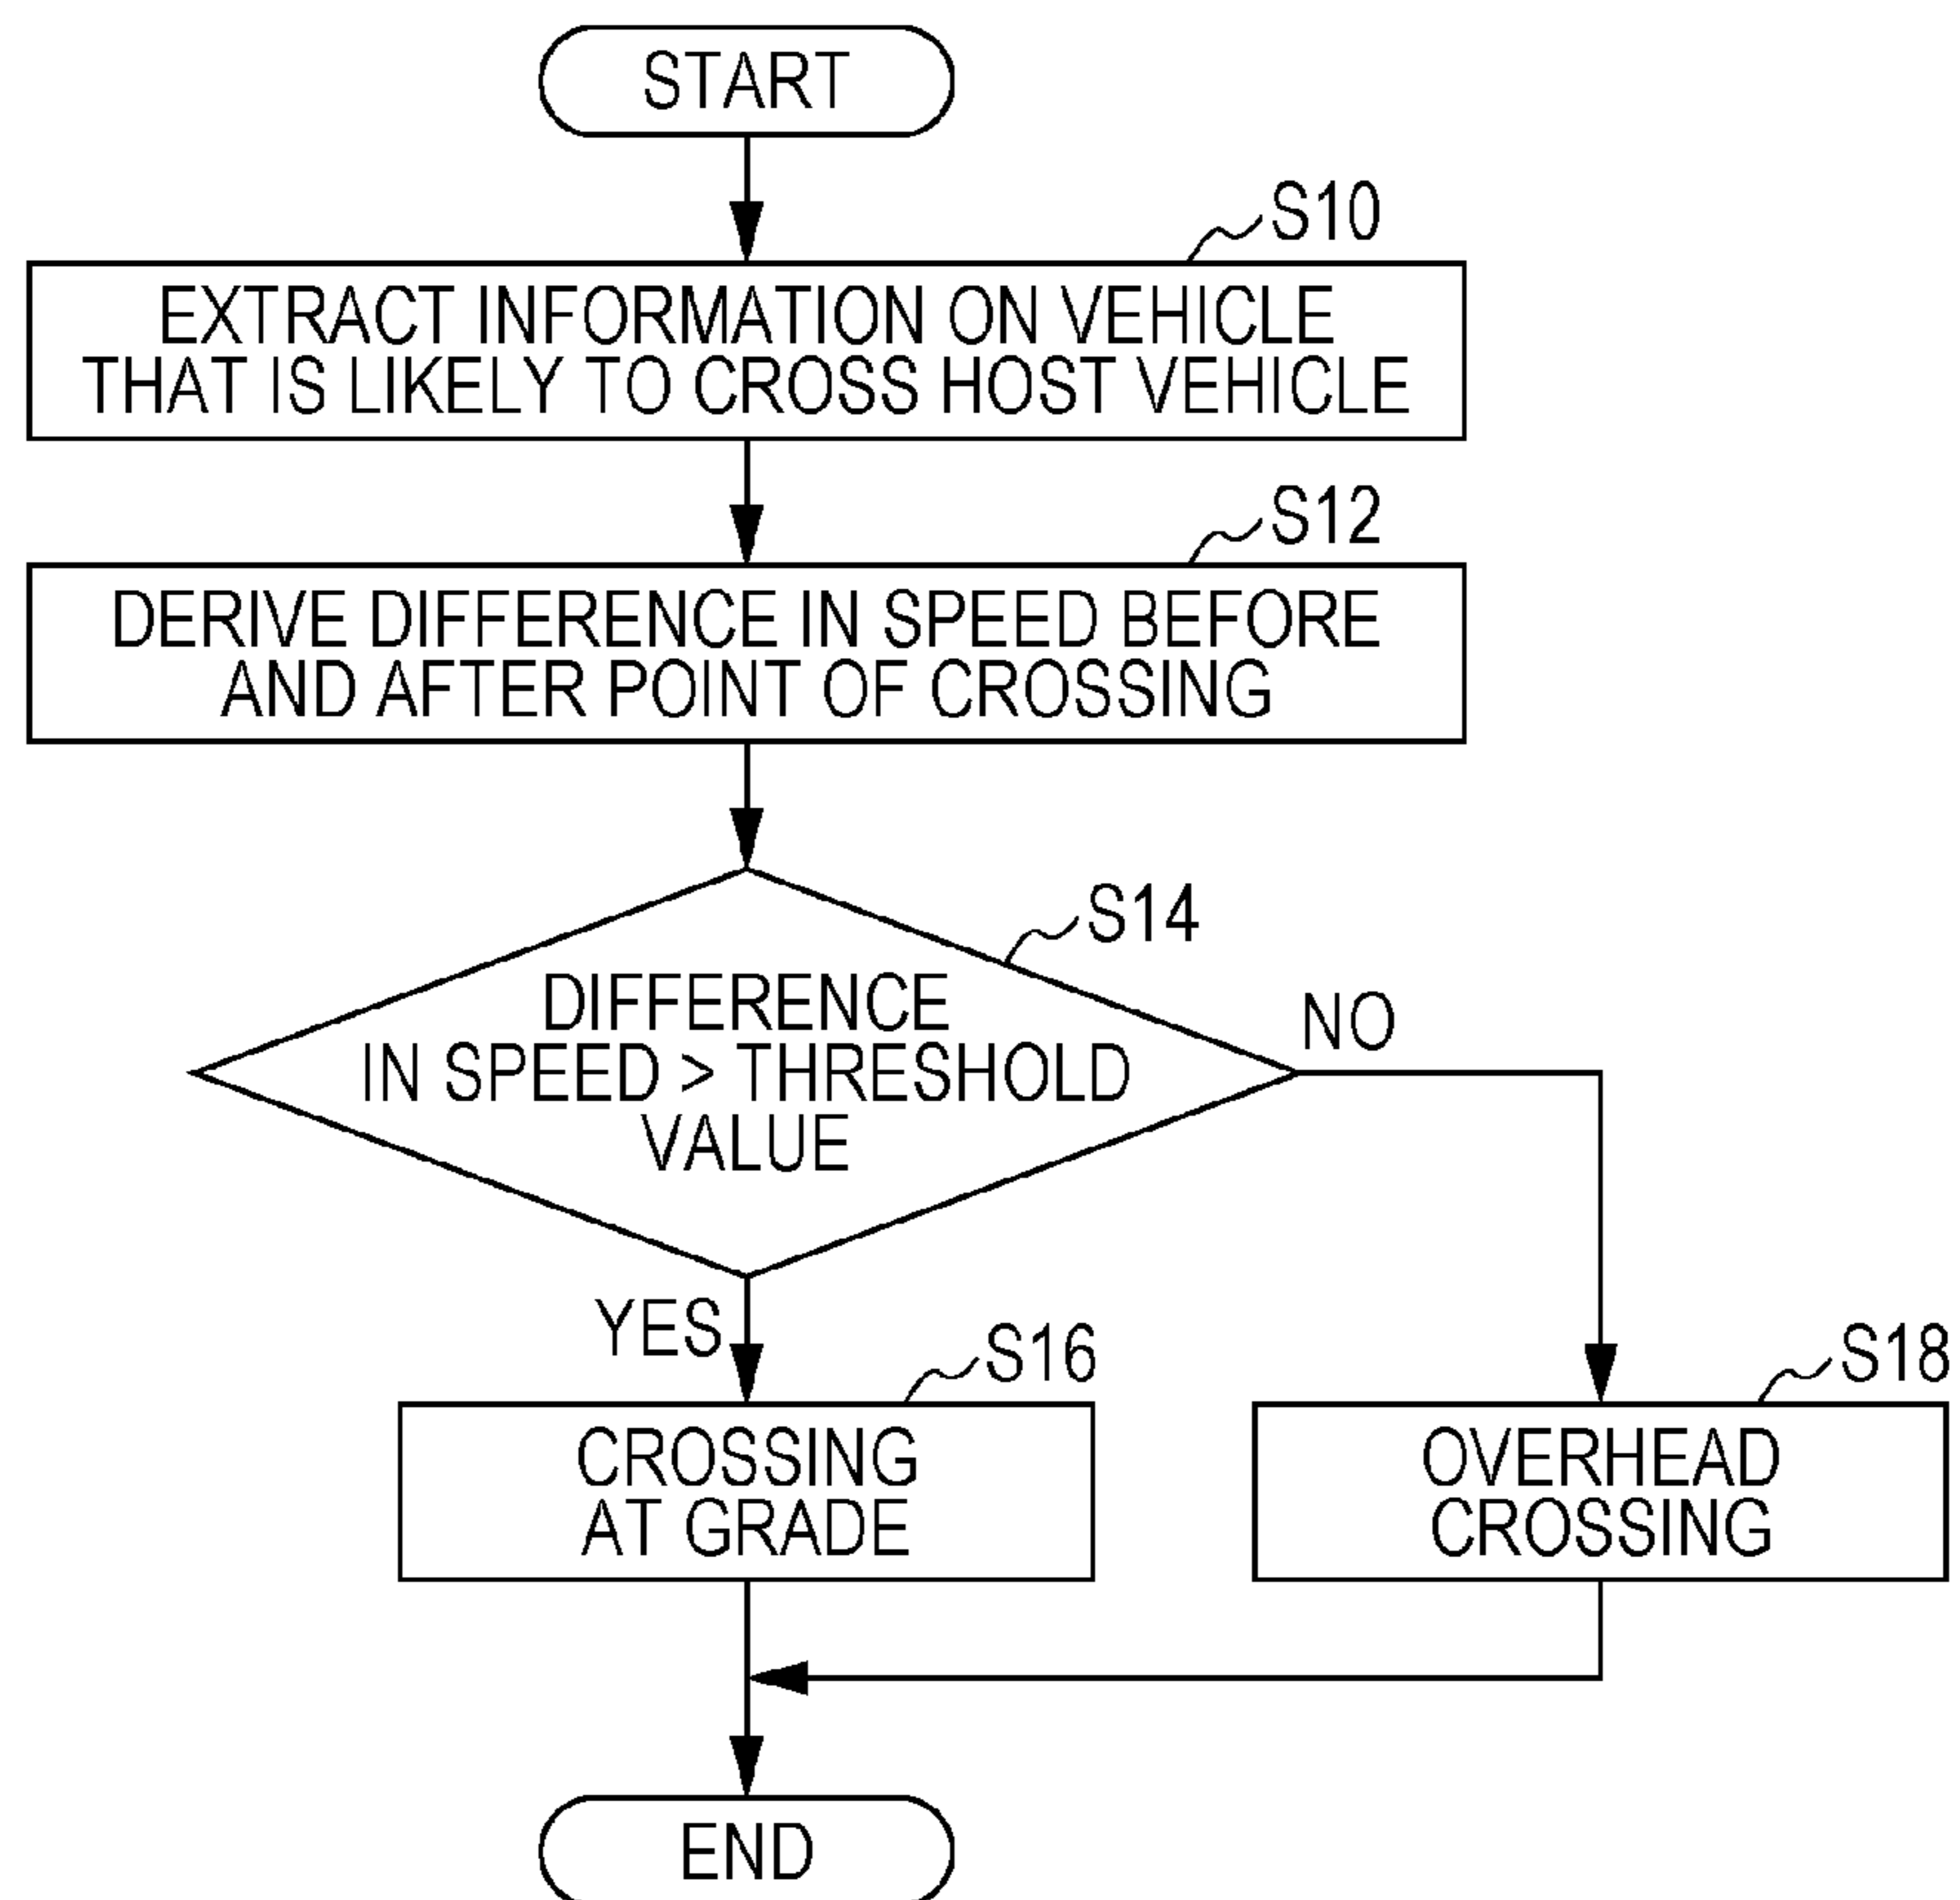 START
S10
EXTRACT INFORMATION ON VEHICLE
THAT IS LIKELY TO CROSS HOST VEHICLE
S12
DERIVE DIFFERENCE IN SPEED BEFORE
AND AFTER POINT OF CROSSING
S14
DIFFERENCE
IN SPEED > THRESHOLD
VALUE
NO
YES
S16
CROSSING
AT GRADE
S18
OVERHEAD
CROSSING
END